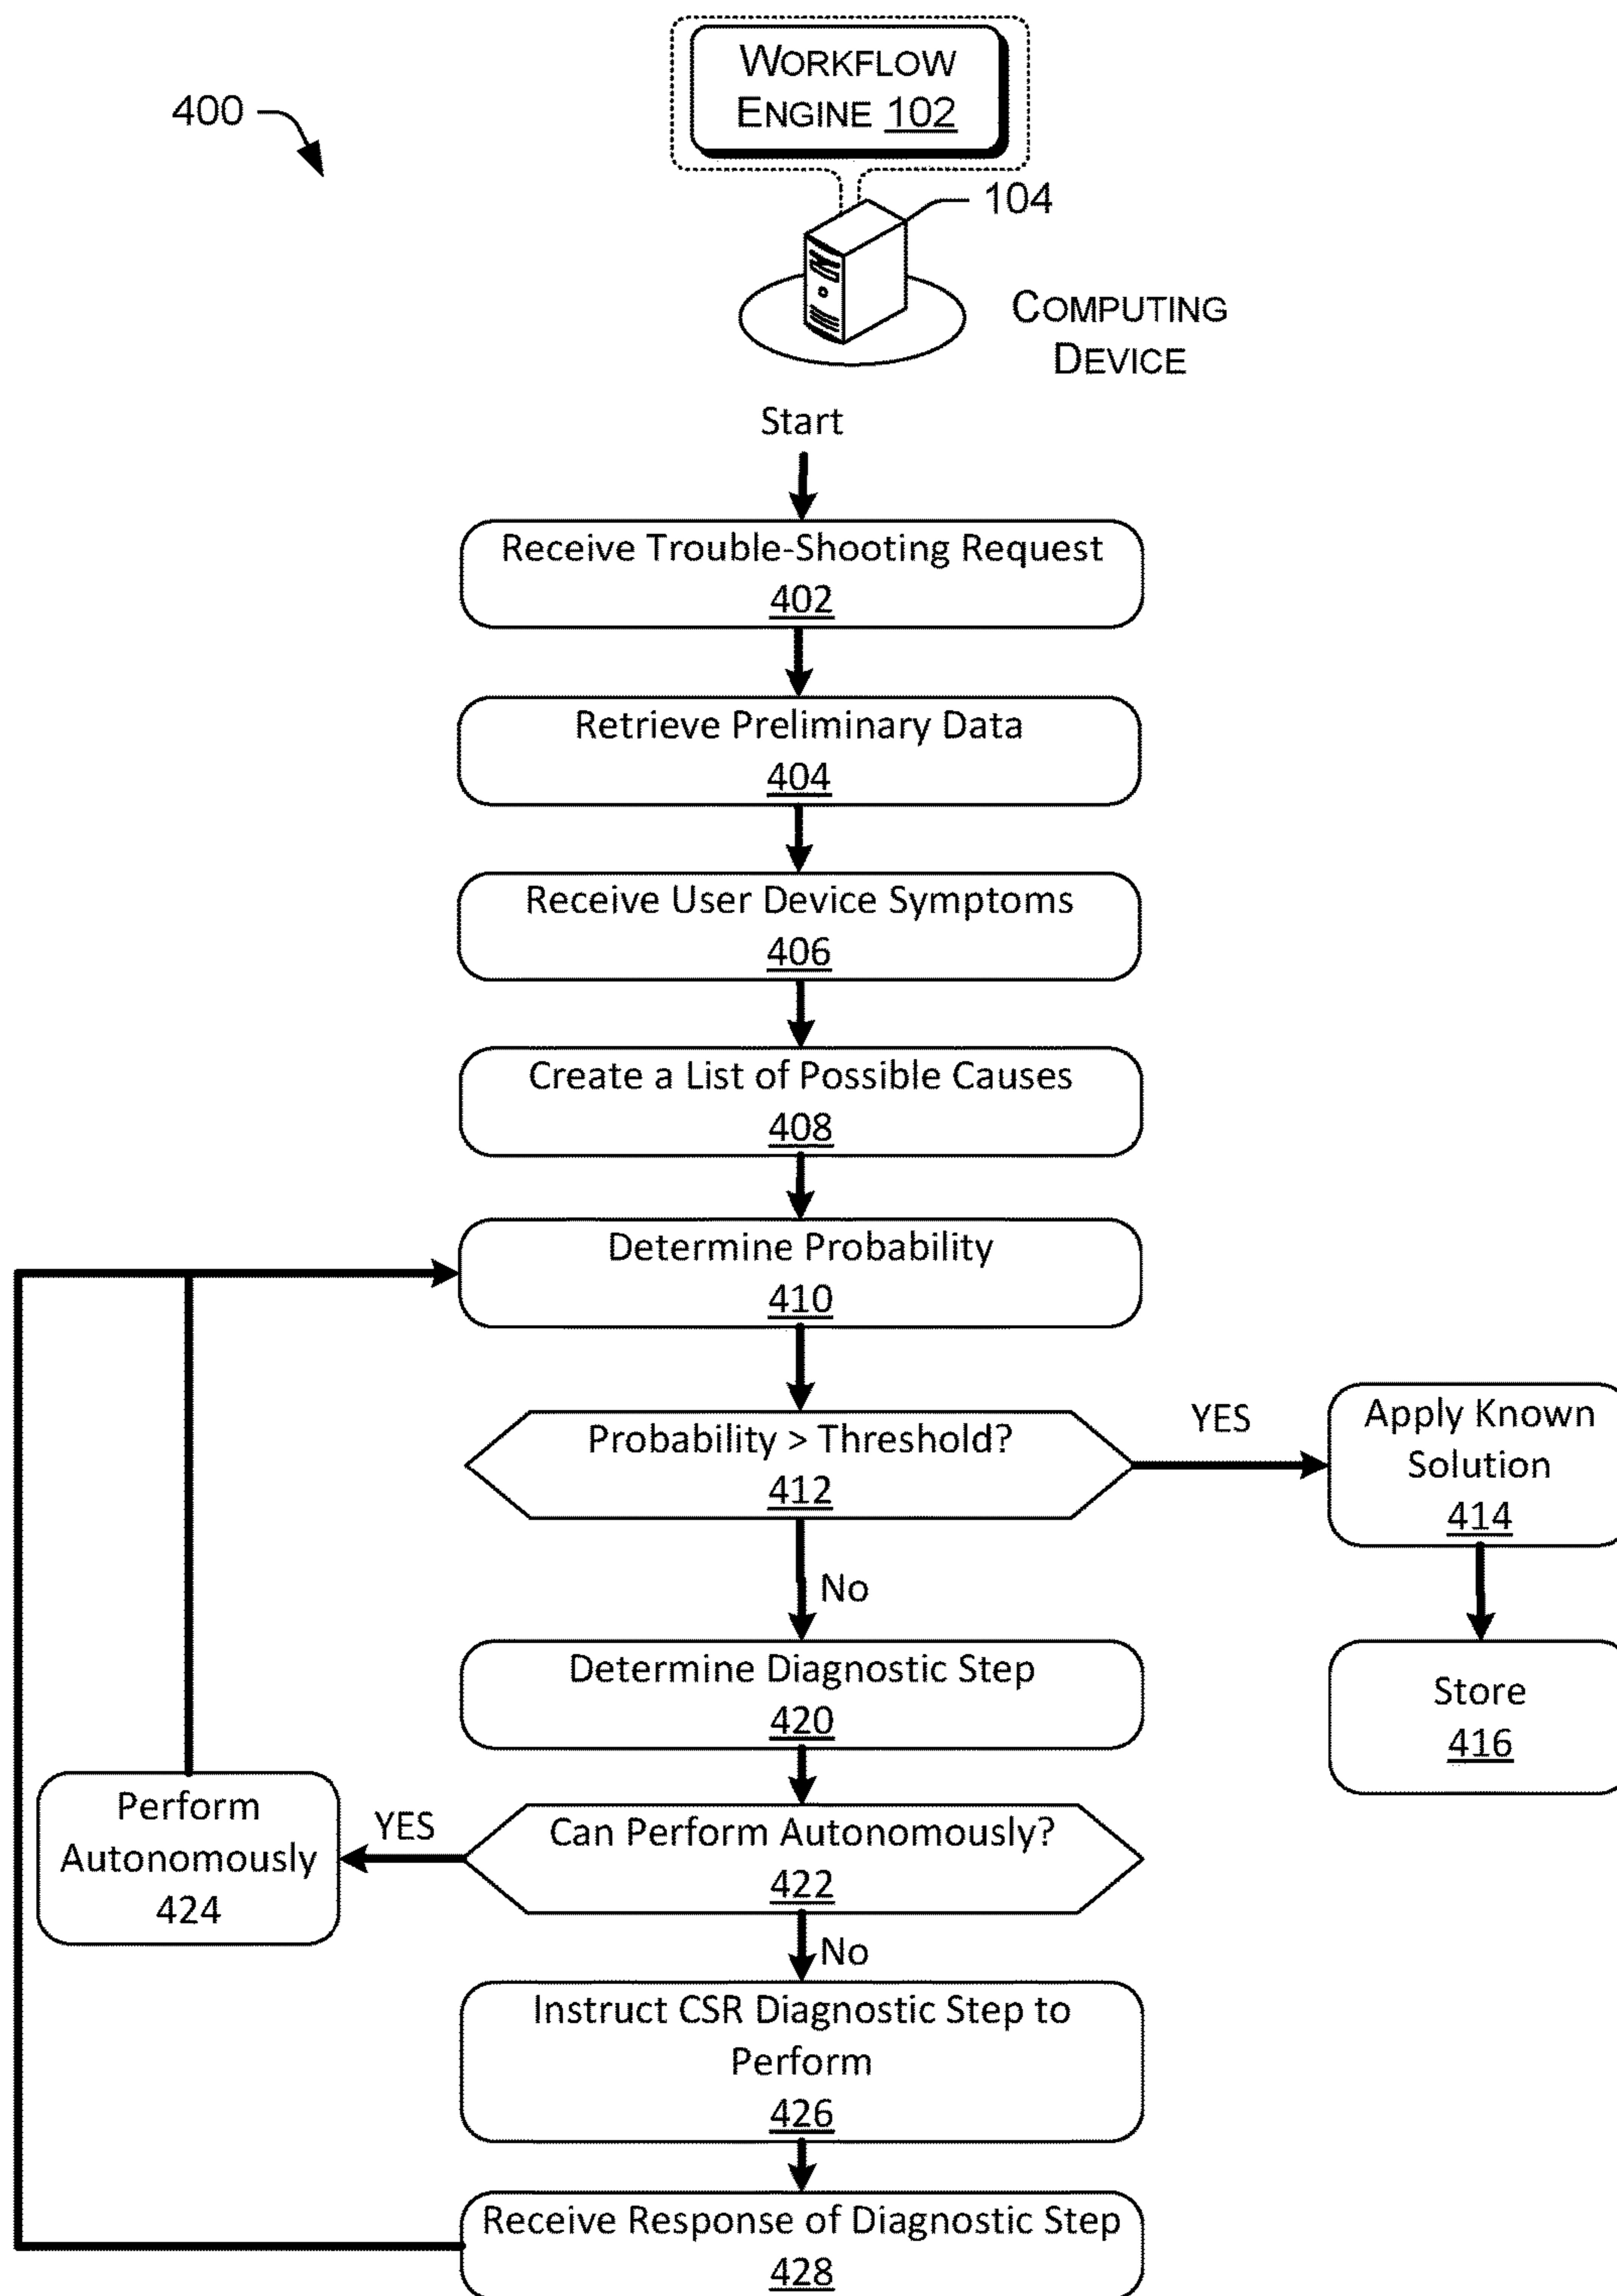 WORKFLOW
ENGINE 102
400
104
COMPUTING
DEVICE
Start
Receive Trouble-Shooting Request
402
Retrieve Preliminary Data
404
Receive User Device Symptoms
406
Create a List of Possible Causes
408
Determine Probability
410
Probability > Threshold?
412
YES
Apply Known
Solution
414
No
Store
416
Determine Diagnostic Step
420
Can Perform Autonomously?
422
YES
Perform
Autonomously
424
No
Instruct CSR Diagnostic Step to
Perform
426
Receive Response of Diagnostic Step
428